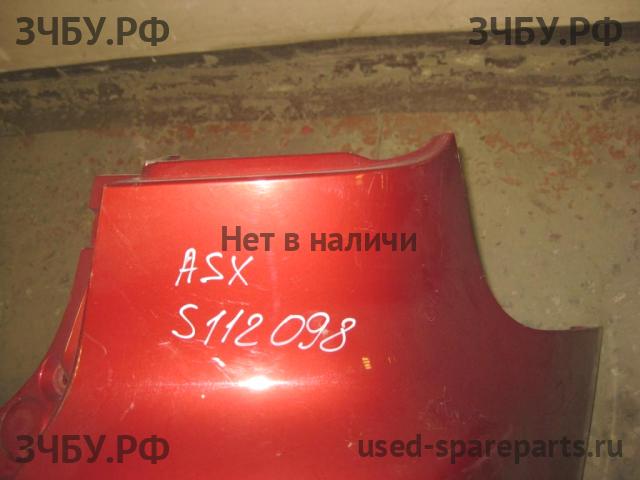 ЗЧБУ.РФ
ЗЧБУ.РФ
Нет в наличи
ASX
S112098
ЗЧБУ.РФ
used-spareparts.ru